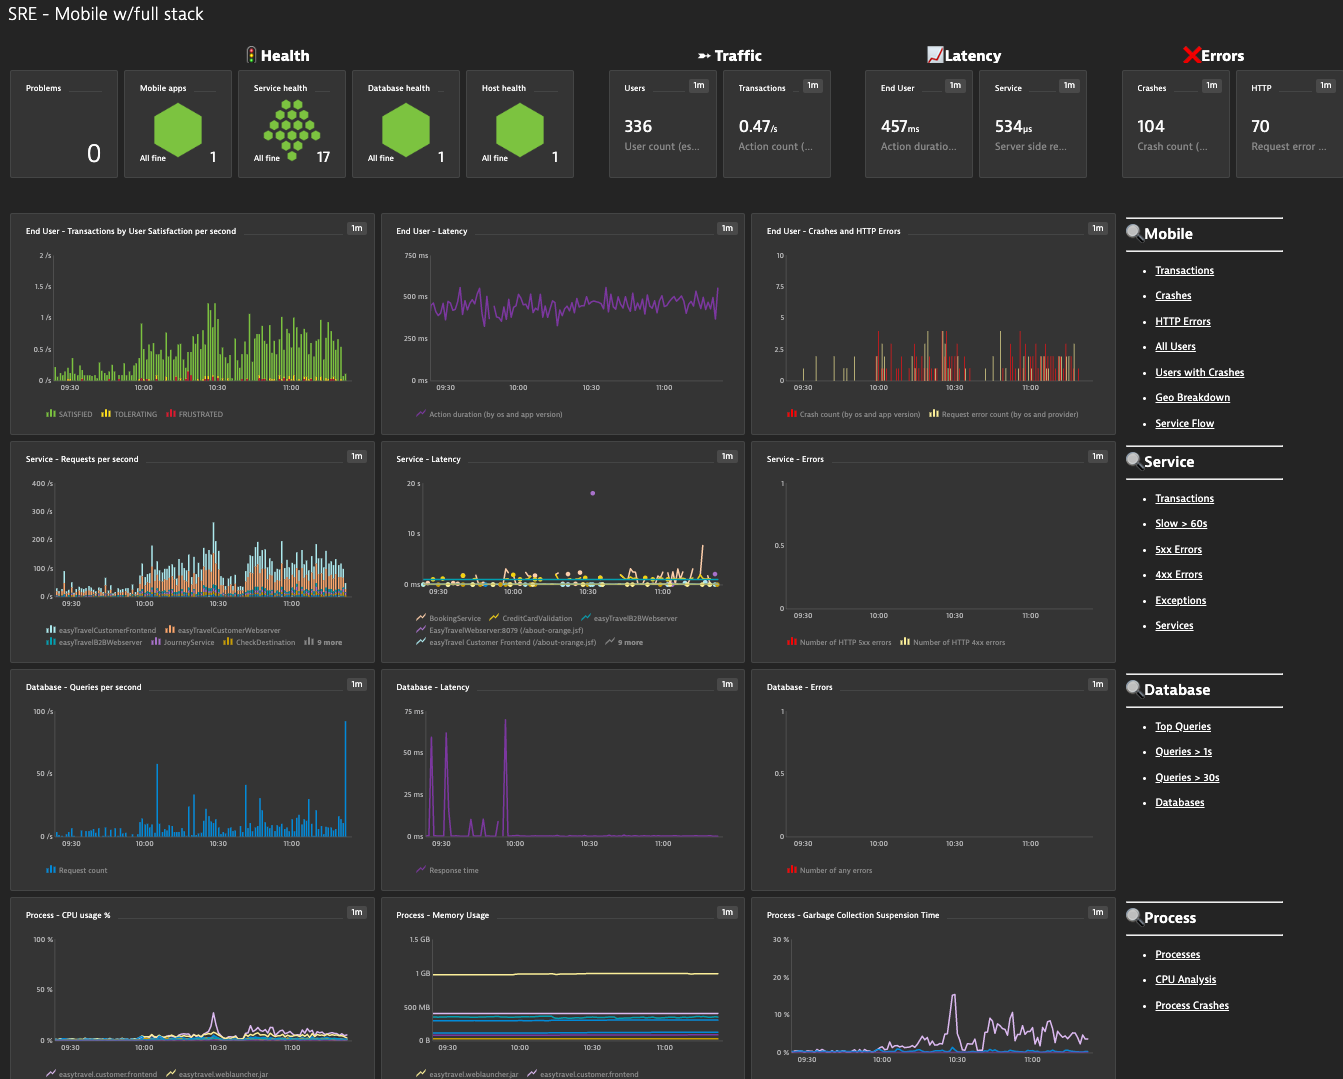 SRE - Mobile w/full stack
Health
Traffic
Latency
Errors
Problems
0
Mobile apps
All fine 1
Service health
All fine 17
Database health
All fine 1
Host health
All fine 1
Users 1m
336
User count (es...
Transactions 1m
0.47/s
Action count (...
End User 1m
457ms
Action duratio...
Service 1m
534µs
Server side re...
Crashes 1m
104
Crash count (...
HTTP 1m
70
Request error ...
End User - Transactions by User Satisfaction per second 1m
2 /s
1.5 /s
1 /s
0.5 /s
0 /s
09:30 10:00 10:30 11:00
SATISFIED TOLERATING FRUSTRATED
End User - Latency 1m
750 ms
500 ms
250 ms
0 ms
09:30 10:00 10:30 11:00
Action duration (by os and app version)
End User - Crashes and HTTP Errors 1m
10
7.5
5
2.5
0
09:30 10:00 10:30 11:00
Crash count (by os and app version) Request error count (by os and provider)
Mobile
Transactions
Crashes
HTTP Errors
All Users
Users with Crashes
Geo Breakdown
Service Flow
Service - Requests per second 1m
400 /s
300 /s
200 /s
100 /s
0 /s
09:30 10:00 10:30 11:00
easyTravelCustomerFrontend easyTravelCustomerWebserver
easyTravelB2BWebserver JourneyService CheckDestination 9 more
Service - Latency 1m
20 s
10 s
0 ms
09:30 10:00 10:30 11:00
BookingService CreditCardValidation easyTravelB2BWebserver
EasyTravelWebserver:8079 (/about-orange.jsf)
easyTravel Customer Frontend (/about-orange.jsf) 9 more
Service - Errors 1m
1
0.5
0
09:30 10:00 10:30 11:00
Number of HTTP 5xx errors Number of HTTP 4xx errors
Service
Transactions
Slow > 60s
5xx Errors
4xx Errors
Exceptions
Services
Database - Queries per second 1m
100 /s
50 /s
0 /s
09:30 10:00 10:30 11:00
Request count
Database - Latency 1m
75 ms
50 ms
25 ms
0 ms
09:30 10:00 10:30 11:00
Response time
Database - Errors 1m
1
0.5
0
09:30 10:00 10:30 11:00
Number of any errors
Database
Top Queries
Queries > 1s
Queries > 30s
Databases
Process - CPU usage % 1m
100 %
50 %
0 %
09:30 10:00 10:30 11:00
easytravel.customer.frontend easytravel.weblauncher.jar
Process - Memory Usage 1m
1.5 GB
1 GB
500 MB
0 B
09:30 10:00 10:30 11:00
easytravel.weblauncher.jar easytravel.customer.frontend
Process - Garbage Collection Suspension Time 1m
30 %
20 %
10 %
0 %
09:30 10:00 10:30 11:00
Process
Processes
CPU Analysis
Process Crashes